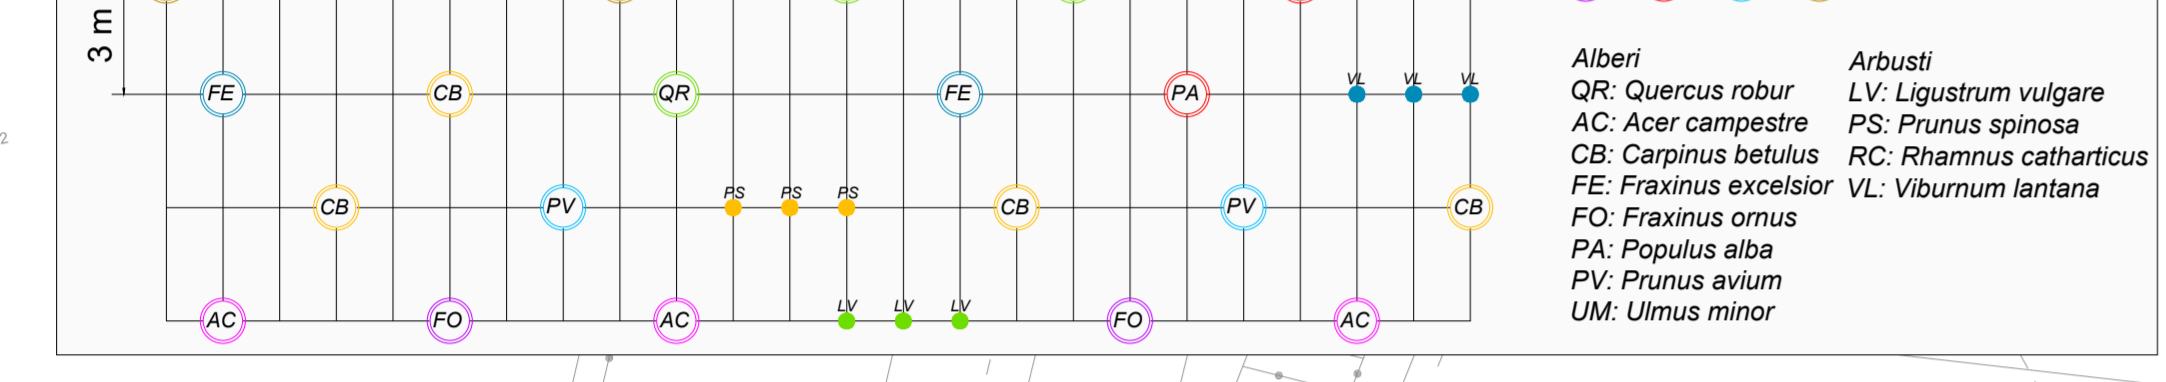 3 m
FE CB QR FE PA VL VL VL
2
CB PV PS PS PS CB PV CB
AC FO AC LV LV LV FO AC
Alberi
QR: Quercus robur
AC: Acer campestre
CB: Carpinus betulus
FE: Fraxinus excelsior
FO: Fraxinus ornus
PA: Populus alba
PV: Prunus avium
UM: Ulmus minor
Arbusti
LV: Ligustrum vulgare
PS: Prunus spinosa
RC: Rhamnus catharticus
VL: Viburnum lantana